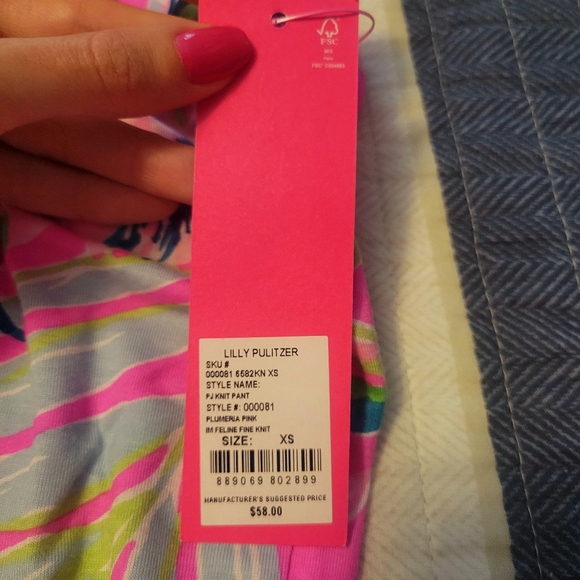 FSC
LILLY PULITZER
SKU #
000081 6582KN XS
STYLE NAME:
PJ KNIT PANT
STYLE #: 000081
PLUMERIA PINK
IM FELINE FINE KNIT
SIZE: XS
889069 802899
MANUFACTURER'S SUGGESTED PRICE
$58.00